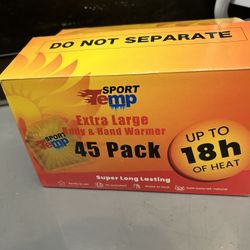 DO NOT SEPARATE
SPORT
Temp
Extra Large
Body & Hand Warmer
45 Pack
UP TO
18h
OF HEAT
SPORT
Temp
Super Long Lasting